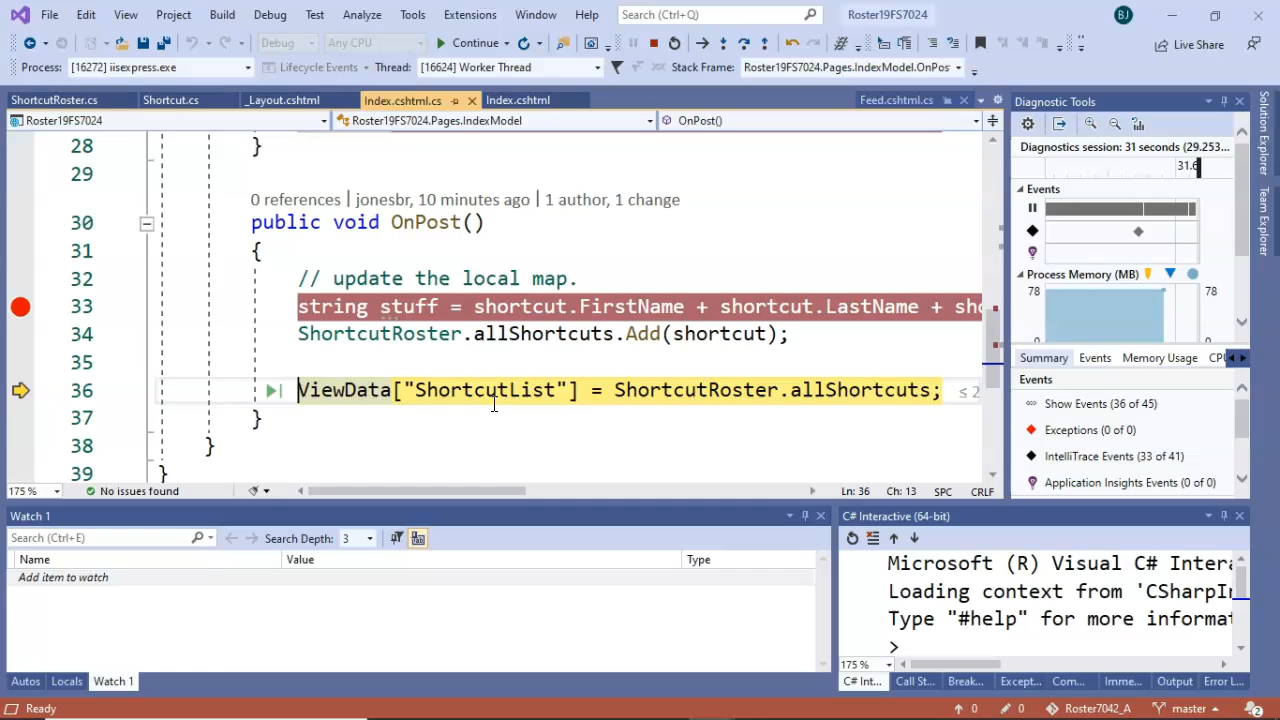 File Edit View Project Build Debug Test Analyze Tools Extensions Window Help Search (Ctrl+Q) Roster19FS7024 BJ
Debug Any CPU Continue Live Share
Process: [16272] iisexpress.exe Lifecycle Events Thread: [16624] Worker Thread Stack Frame: Roster19FS7024.Pages.IndexModel.OnPos
ShortcutRoster.cs Shortcut.cs _Layout.cshtml Index.cshtml.cs Index.cshtml Feed.cshtml.cs
Roster19FS7024 Roster19FS7024.Pages.IndexModel OnPost()
28 }
29
0 references | jonesbr, 10 minutes ago | 1 author, 1 change
30 public void OnPost()
31 {
32 // update the local map.
33 string stuff = shortcut.FirstName + shortcut.LastName + sho
34 ShortcutRoster.allShortcuts.Add(shortcut);
35
36 ViewData["ShortcutList"] = ShortcutRoster.allShortcuts; ≤ 2
37 }
38 }
39 }
175 % No issues found Ln: 36 Ch: 13 SPC CRLF
Diagnostic Tools
Diagnostics session: 31 seconds (29.253...
31.6
Events
Process Memory (MB)
78 78
0 0
Summary Events Memory Usage CPU
Events
Show Events (36 of 45)
Exceptions (0 of 0)
IntelliTrace Events (33 of 41)
Application Insights Events (0 of 0)
Solution Explorer
Team Explorer
Watch 1
Search (Ctrl+E) Search Depth: 3
Name Value Type
Add item to watch
Autos Locals Watch 1
C# Interactive (64-bit)
Microsoft (R) Visual C# Intera
Loading context from 'CSharpIn
Type "#help" for more informat
>
175 %
C# Int... Call St... Break... Except... Com... Imme... Output Error L...
Ready 0 0 Roster7042_A master 2